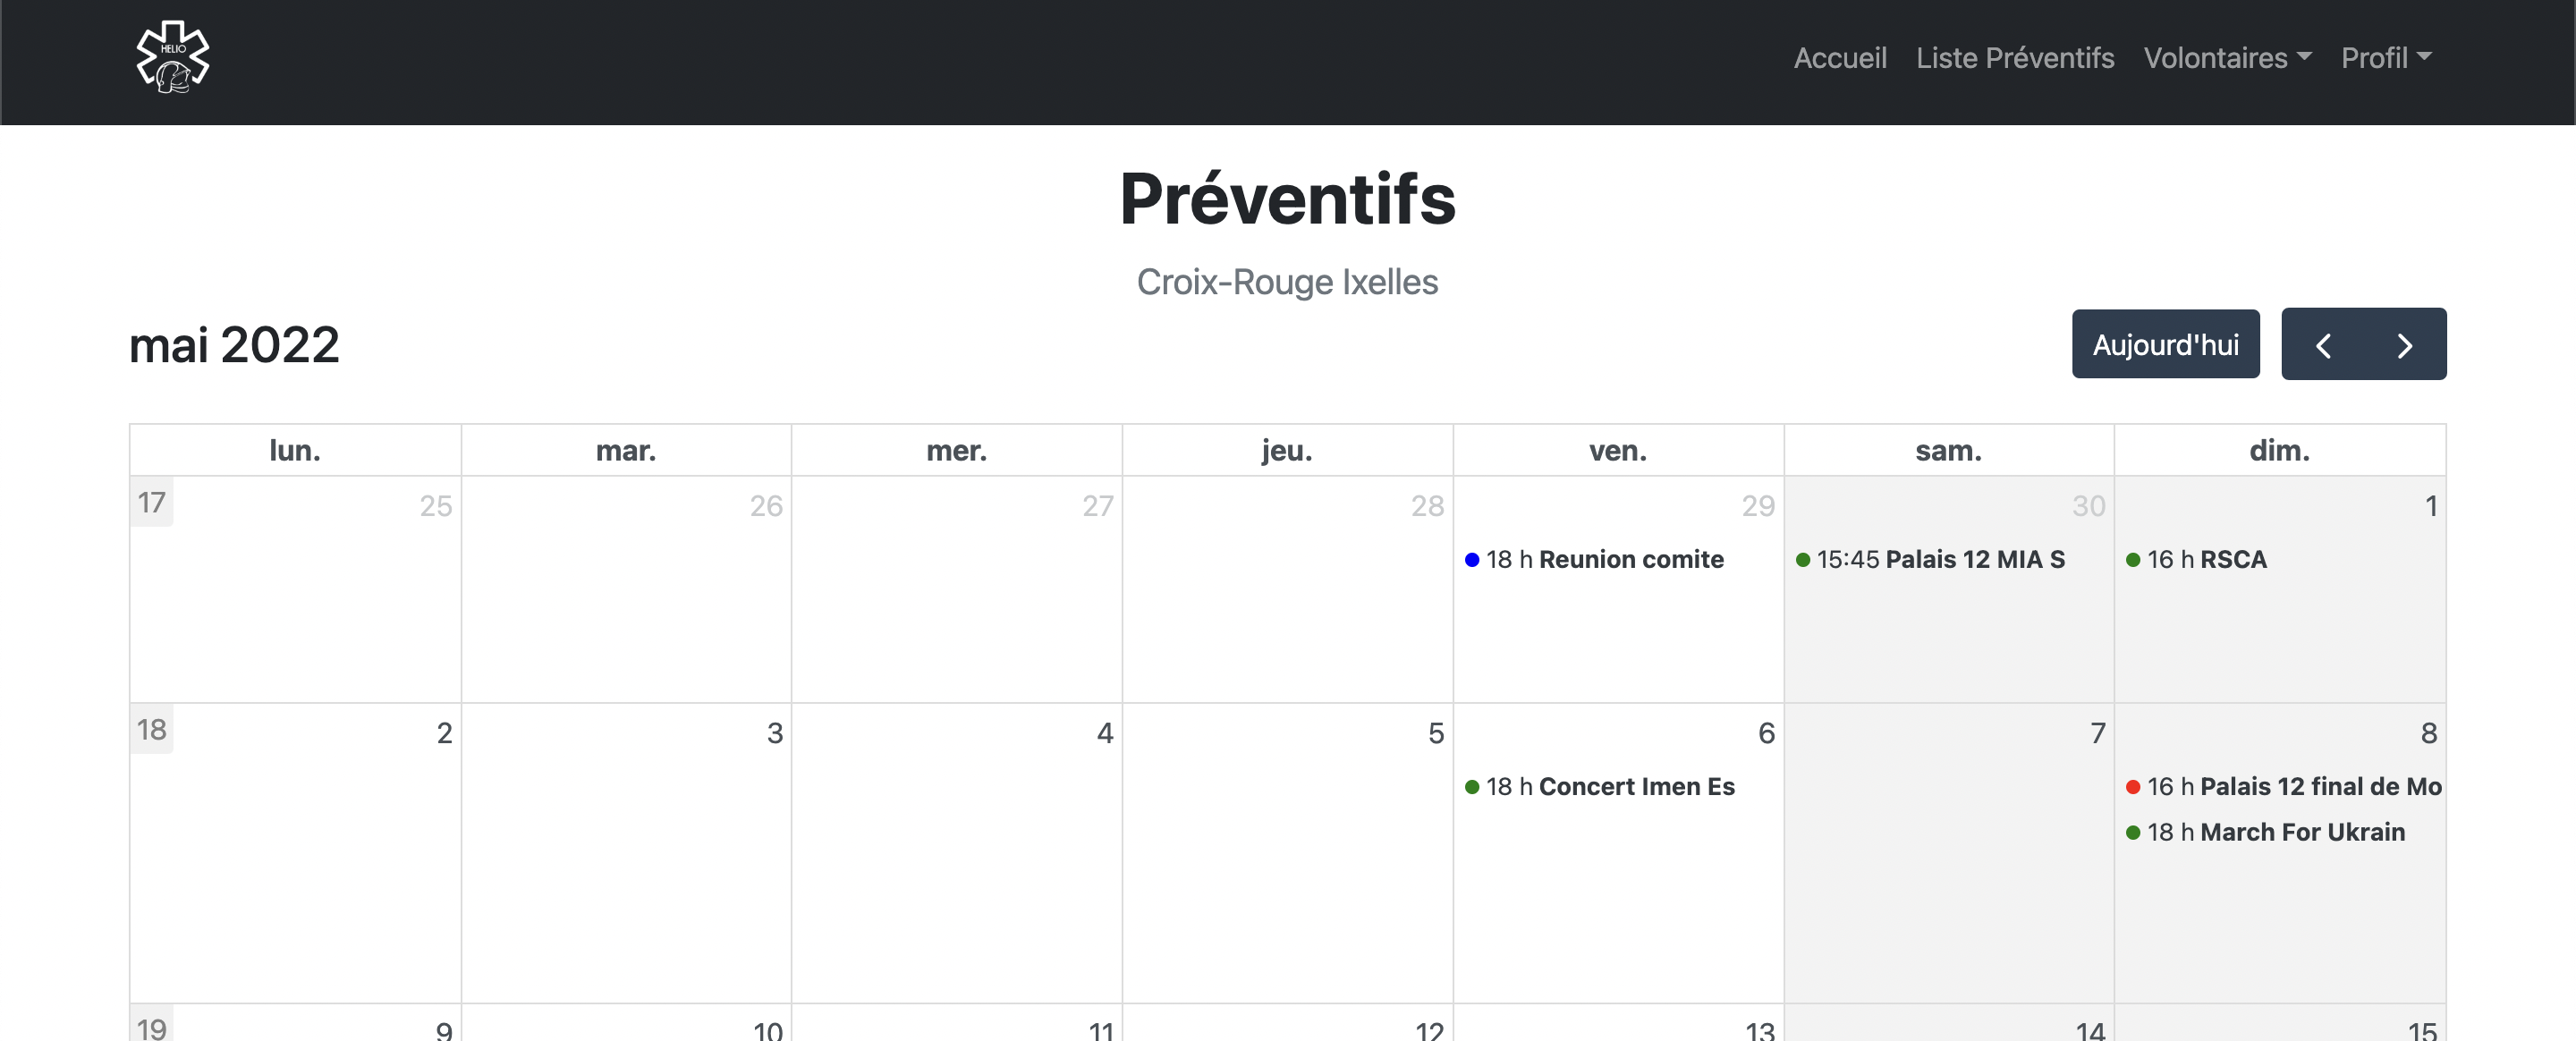 HELIO
Accueil Liste Préventifs Volontaires Profil
Préventifs
Croix-Rouge Ixelles
mai 2022
Aujourd'hui
lun. mar. mer. jeu. ven. sam. dim.
17 25 26 27 28 29 30 1
18 h Reunion comite 15:45 Palais 12 MIA S 16 h RSCA
18 2 3 4 5 6 7 8
18 h Concert Imen Es 16 h Palais 12 final de Mo
18 h March For Ukrain
19 9 10 11 12 13 14 15